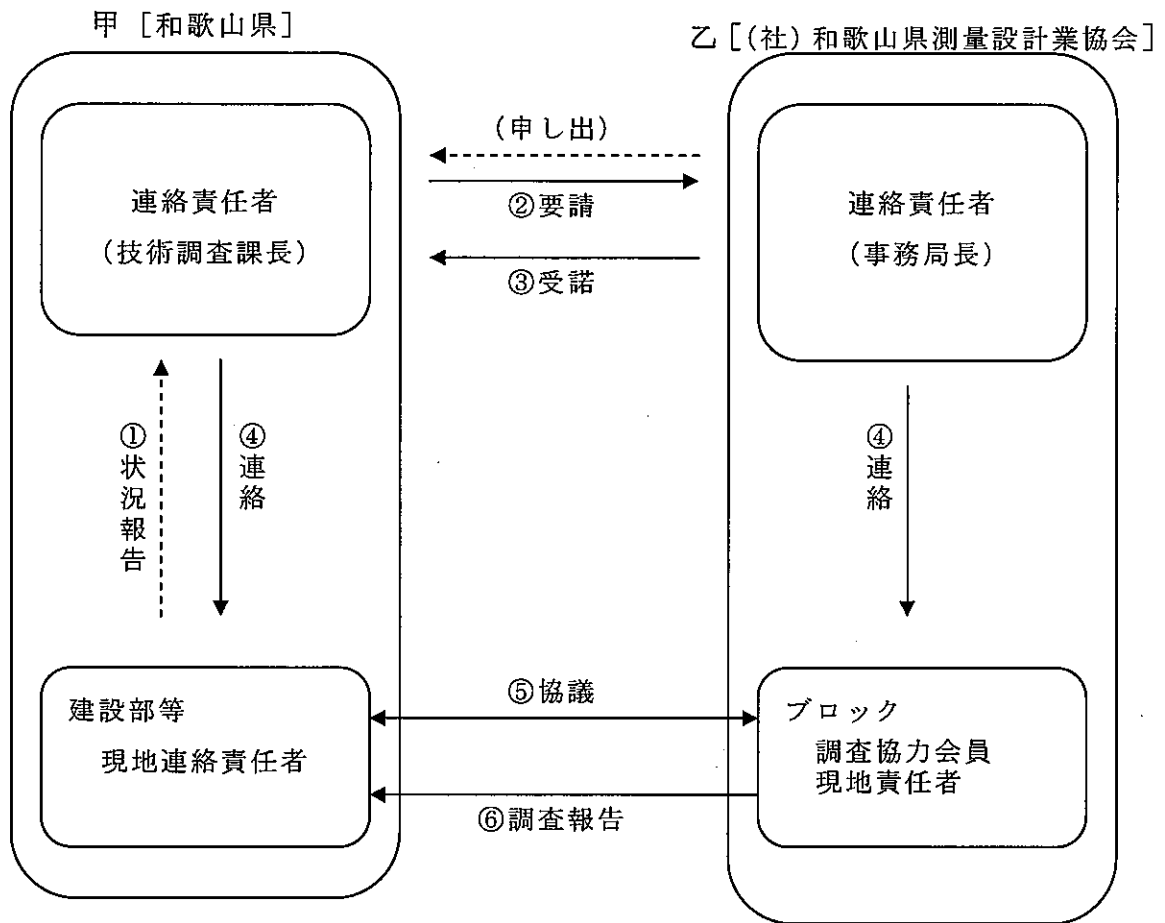 甲 [和歌山県]
乙 [(社) 和歌山県測量設計業協会]
連絡責任者
(技術調査課長)
(申し出)
②要請
③受諾
連絡責任者
(事務局長)
①状況報告
④連絡
④連絡
建設部等
現地連絡責任者
⑤協議
⑥調査報告
ブロック
調査協力会員
現地責任者